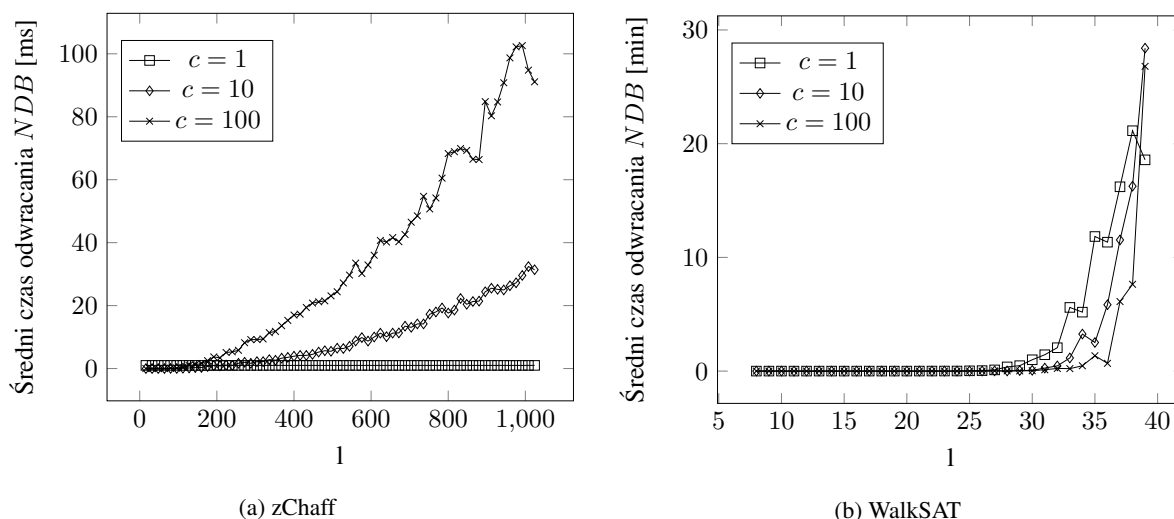 Średni czas odwracania NDB [ms]
100
80
60
40
20
0
c = 1
c = 10
c = 100
0
200
400
600
800
1,000
l
(a) zChaff
Średni czas odwracania NDB [min]
30
20
10
0
c = 1
c = 10
c = 100
5
10
15
20
25
30
35
40
l
(b) WalkSAT